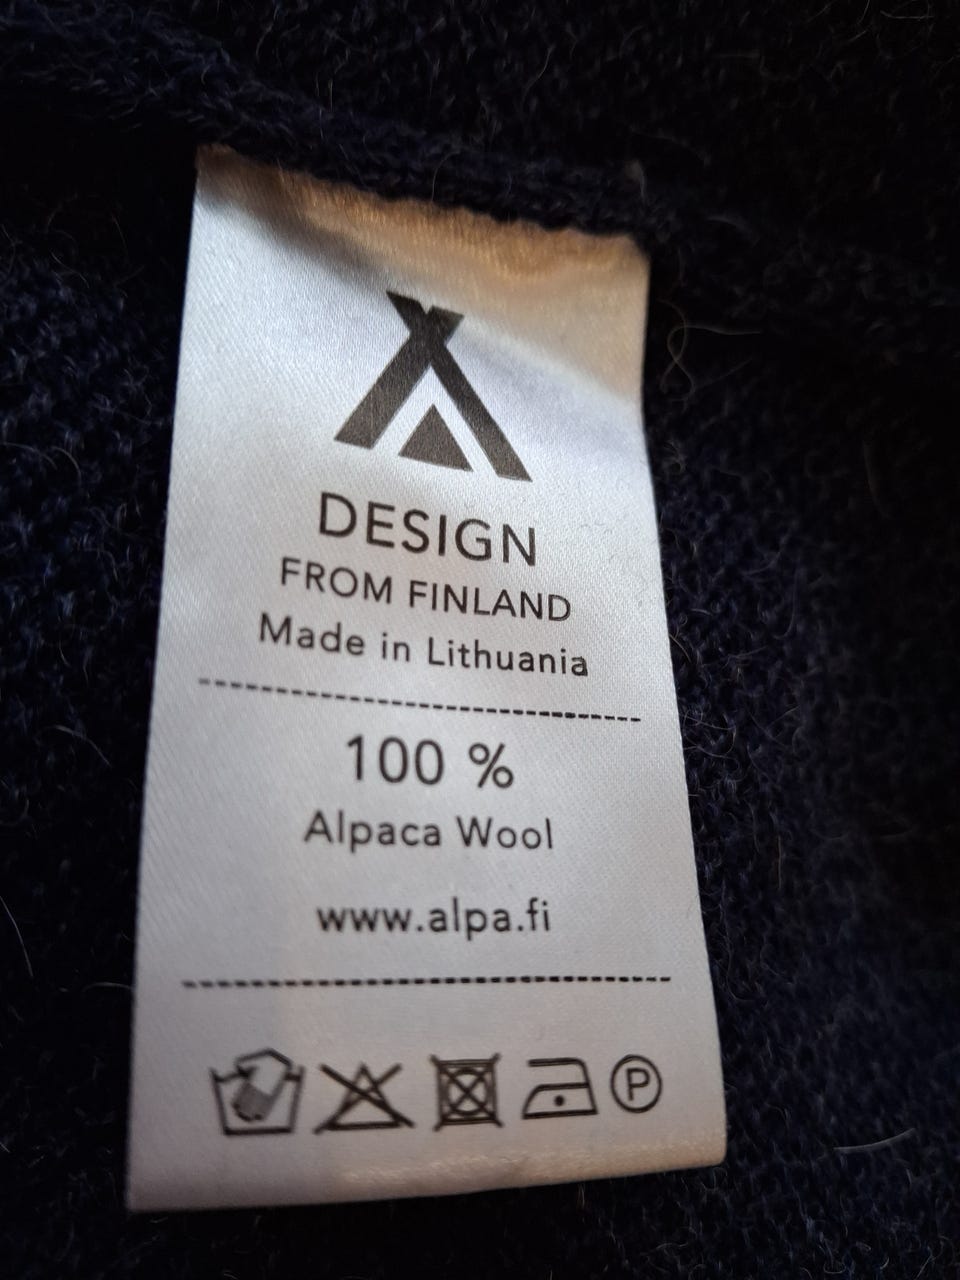 DESIGN
FROM FINLAND
Made in Lithuania
100 %
Alpaca Wool
www.alpa.fi
P